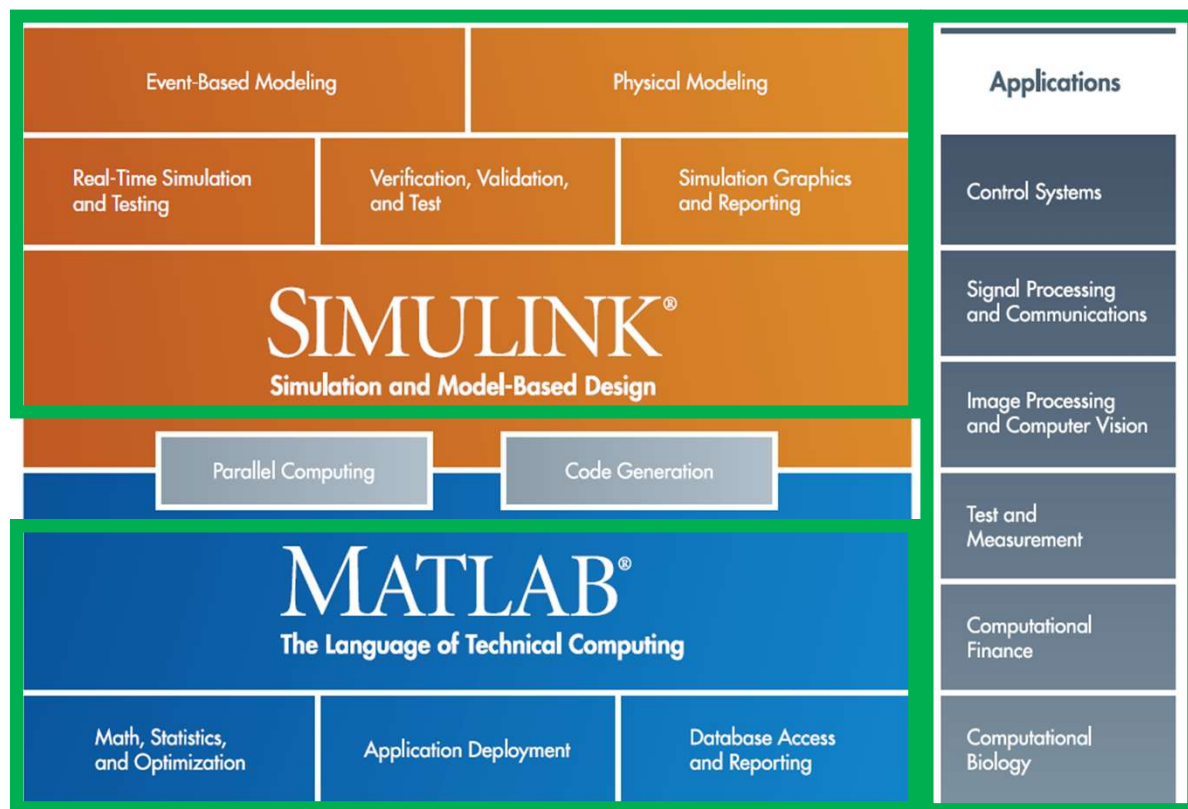 Event-Based Modeling
Physical Modeling
Real-Time Simulation
and Testing
Verification, Validation,
and Test
Simulation Graphics
and Reporting
SIMULINK®
Simulation and Model-Based Design
Parallel Computing
Code Generation
MATLAB®
The Language of Technical Computing
Math, Statistics,
and Optimization
Application Deployment
Database Access
and Reporting
Applications
Control Systems
Signal Processing
and Communications
Image Processing
and Computer Vision
Test and
Measurement
Computational
Finance
Computational
Biology